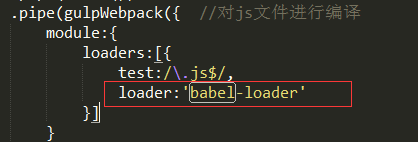 .pipe(gulpWebpack({  //对js文件进行编译
    module:{
        loaders:[{
            test:/\.js$/,
            loader:'babel-loader'
        }]
    }